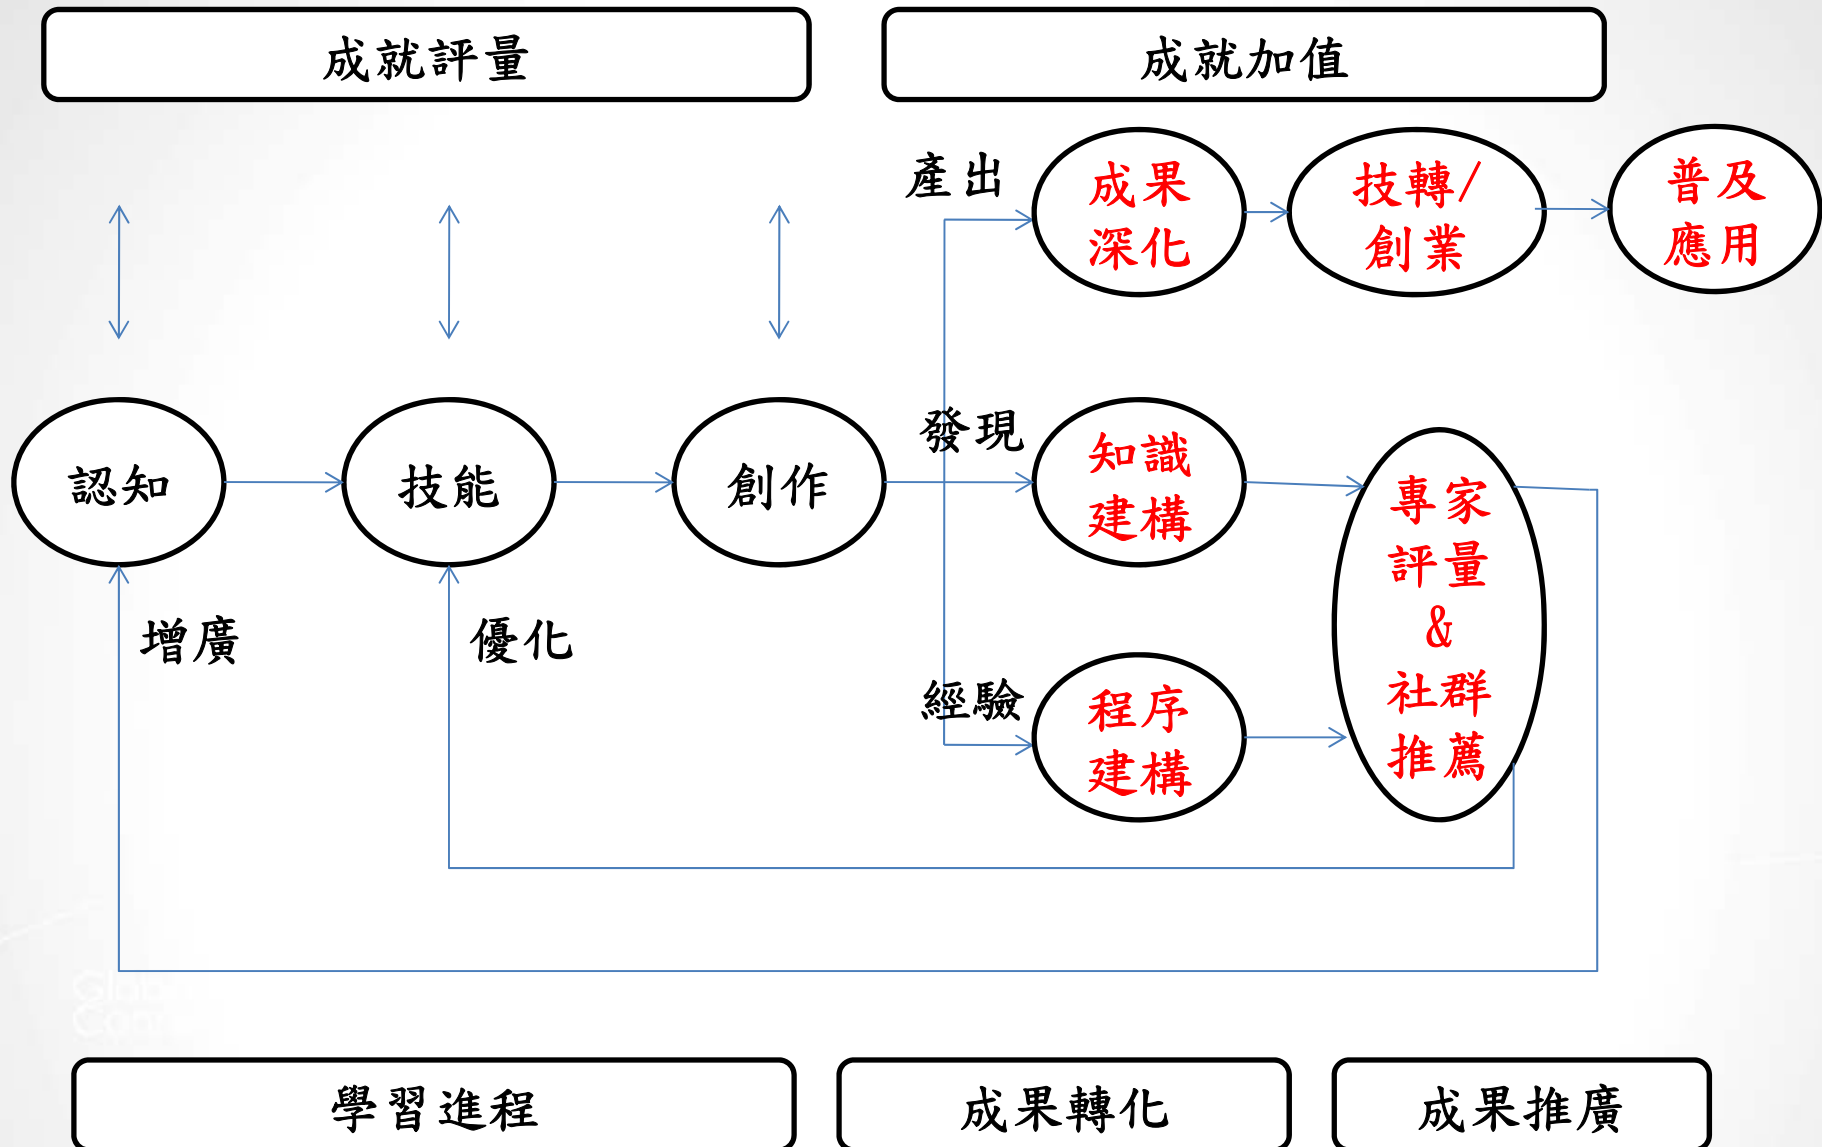 成就評量
成就加值
產出
成果
深化
技轉/
創業
普及
應用
發現
認知
技能
創作
知識
建構
專家
評量
&
社群
推薦
增廣
優化
經驗
程序
建構
學習進程
成果轉化
成果推廣